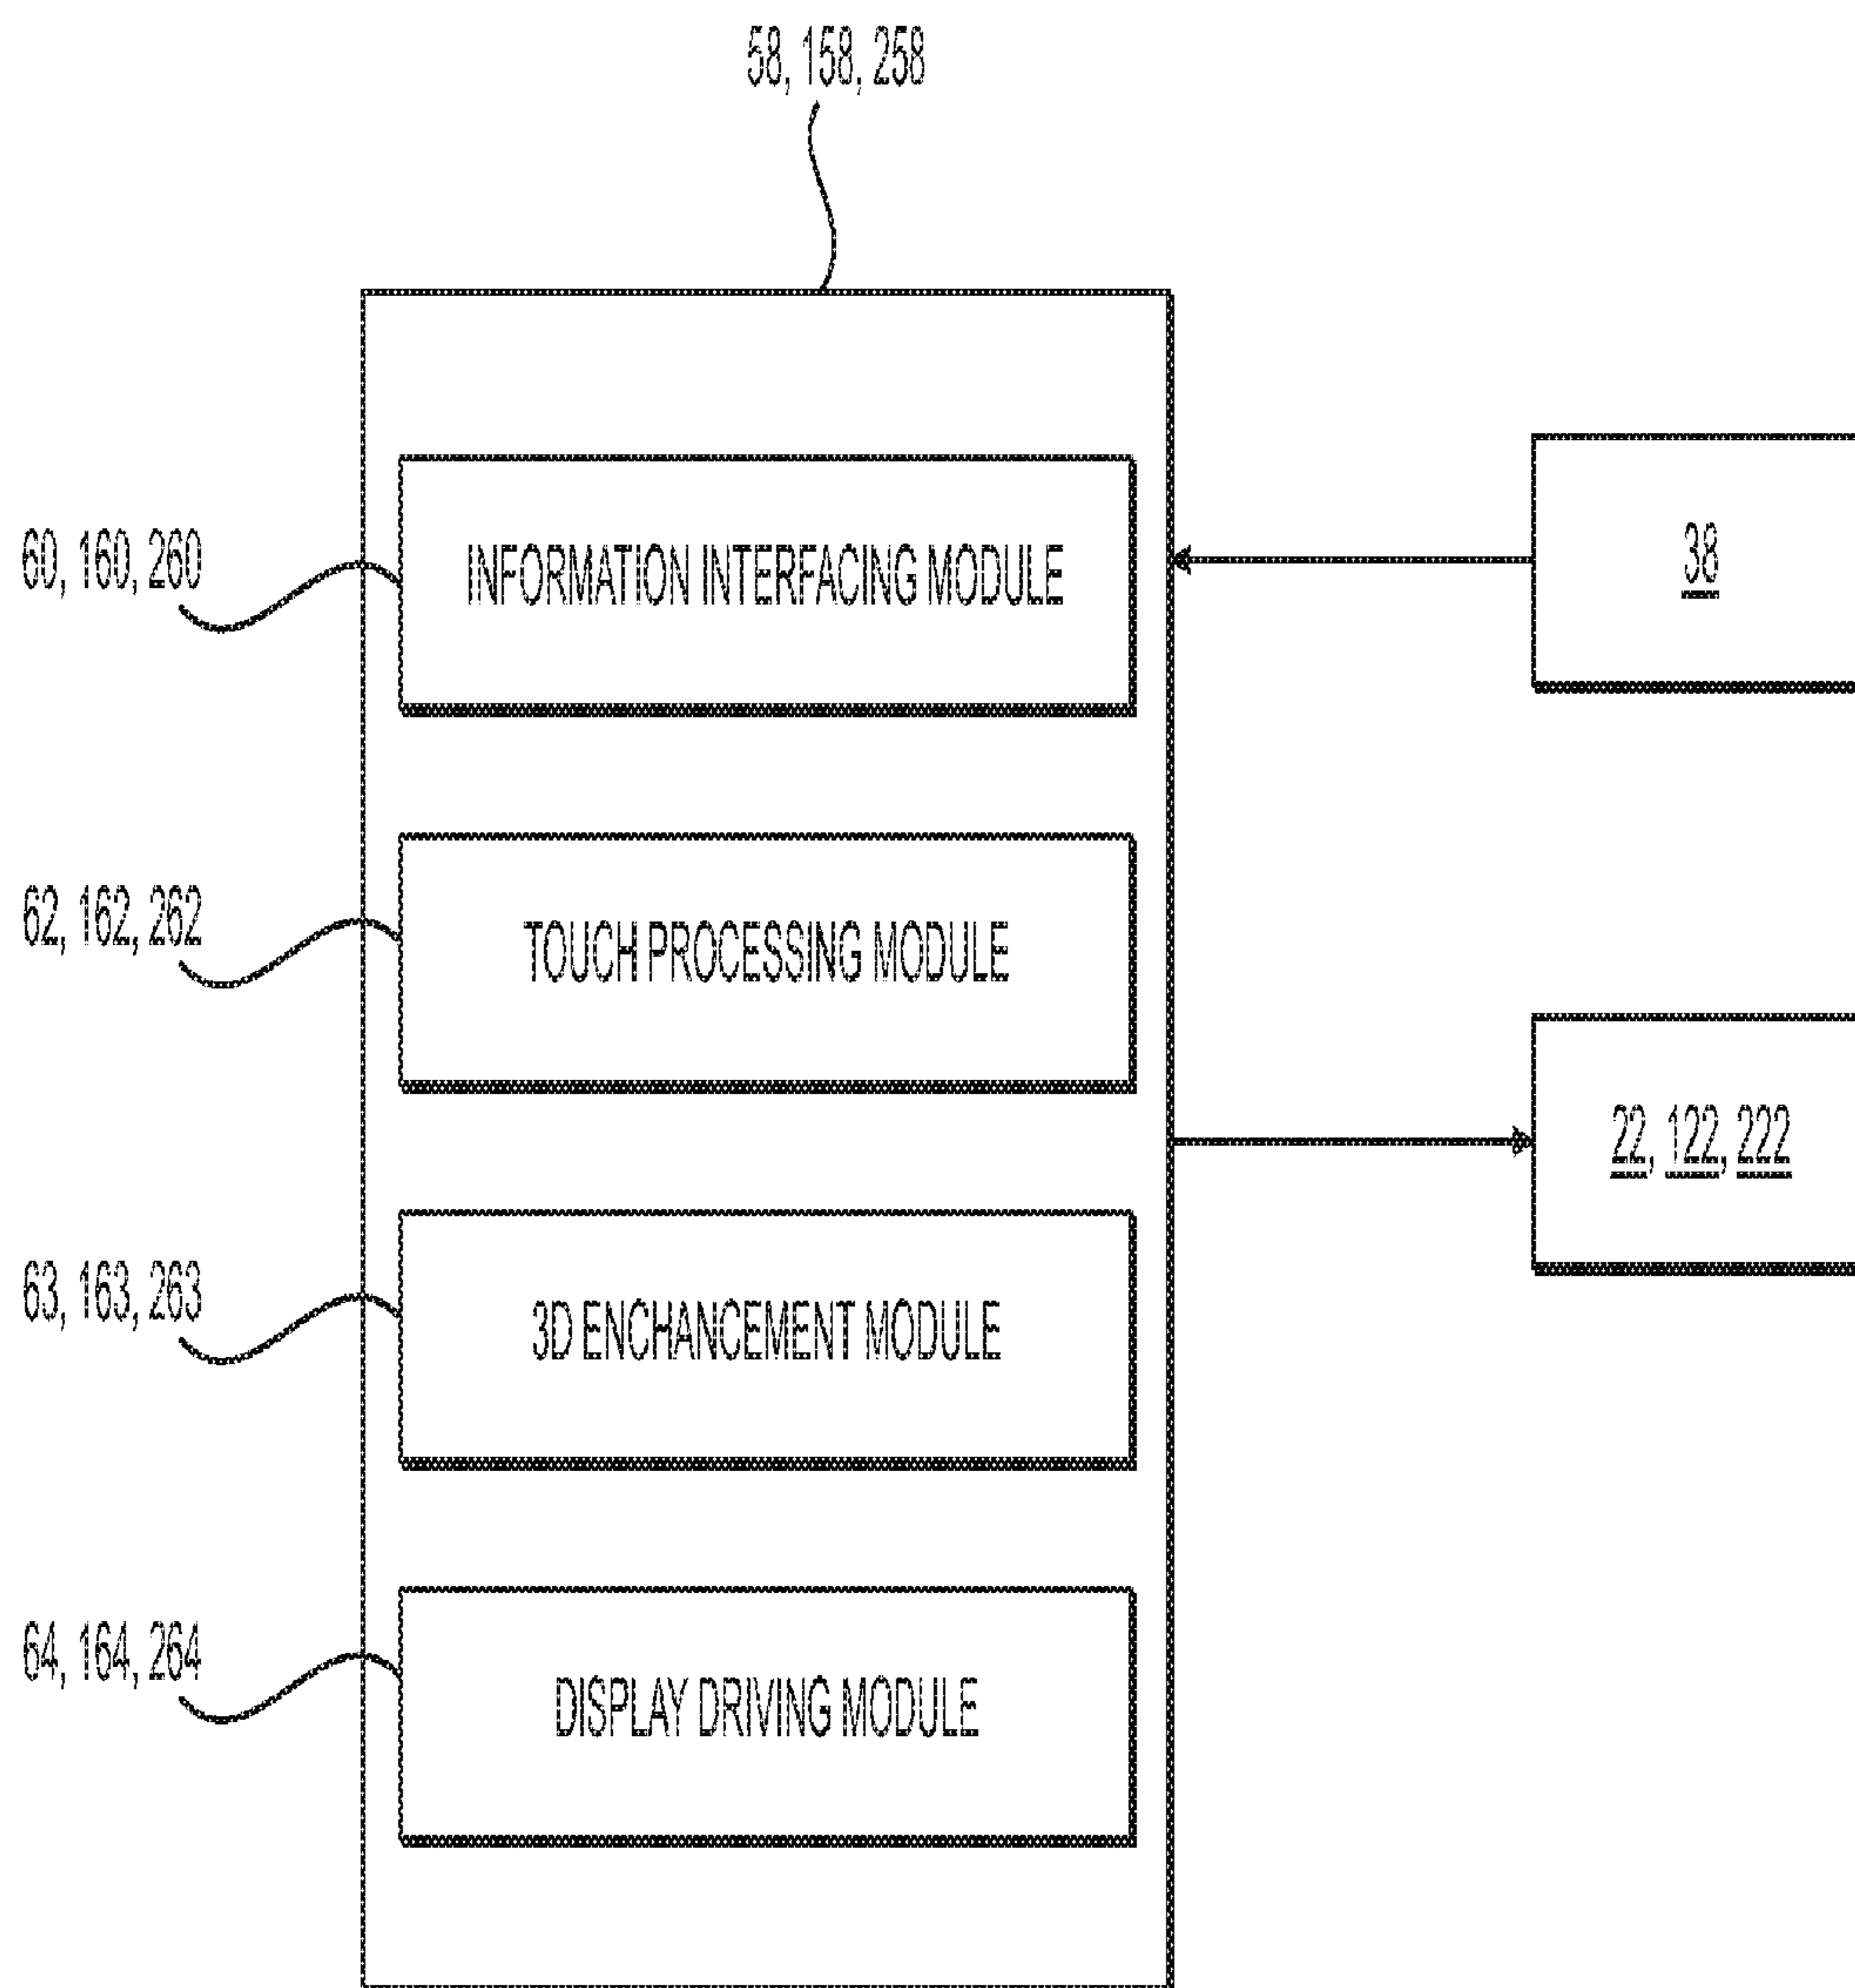 58, 158, 258
60, 160, 260
INFORMATION INTERFACING MODULE
38
62, 162, 262
TOUCH PROCESSING MODULE
22, 122, 222
63, 163, 263
3D ENCHANCEMENT MODULE
64, 164, 264
DISPLAY DRIVING MODULE